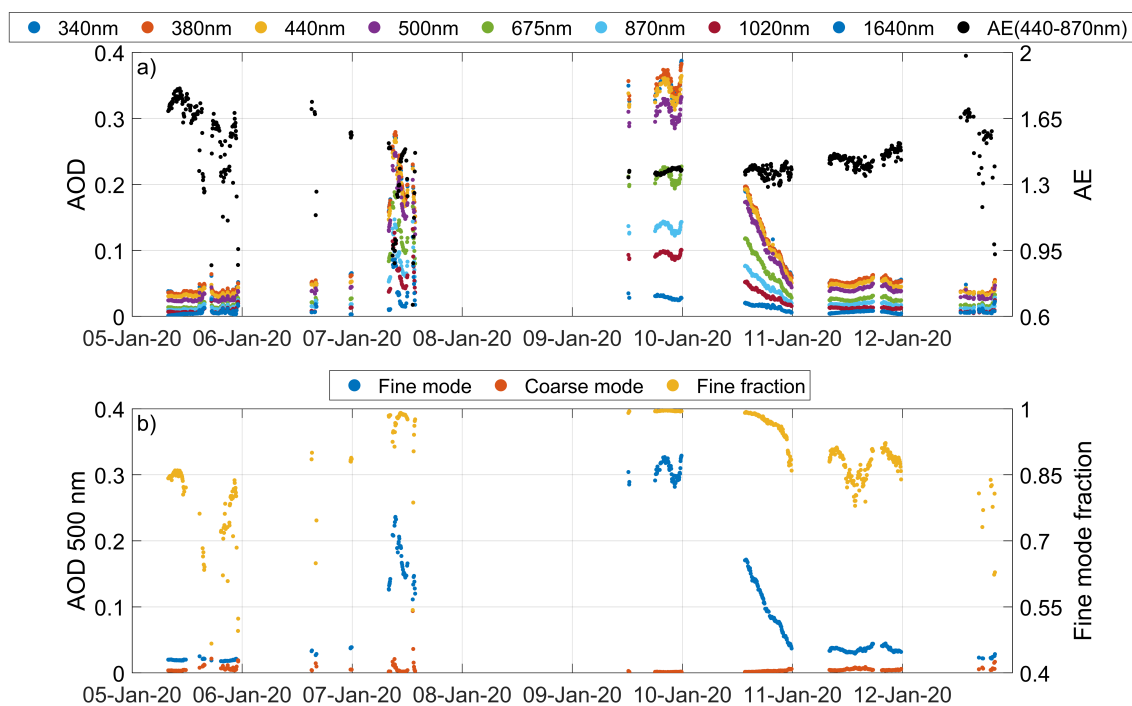 340nm 380nm 440nm 500nm 675nm 870nm 1020nm 1640nm AE(440-870nm)
a)
0.4
0.3
0.2
0.1
0
AOD
2
1.65
1.3
0.95
0.6
AE
05-Jan-20 06-Jan-20 07-Jan-20 08-Jan-20 09-Jan-20 10-Jan-20 11-Jan-20 12-Jan-20
Fine mode Coarse mode Fine fraction
b)
0.4
0.3
0.2
0.1
0
AOD 500 nm
1
0.85
0.7
0.55
0.4
Fine mode fraction
05-Jan-20 06-Jan-20 07-Jan-20 08-Jan-20 09-Jan-20 10-Jan-20 11-Jan-20 12-Jan-20